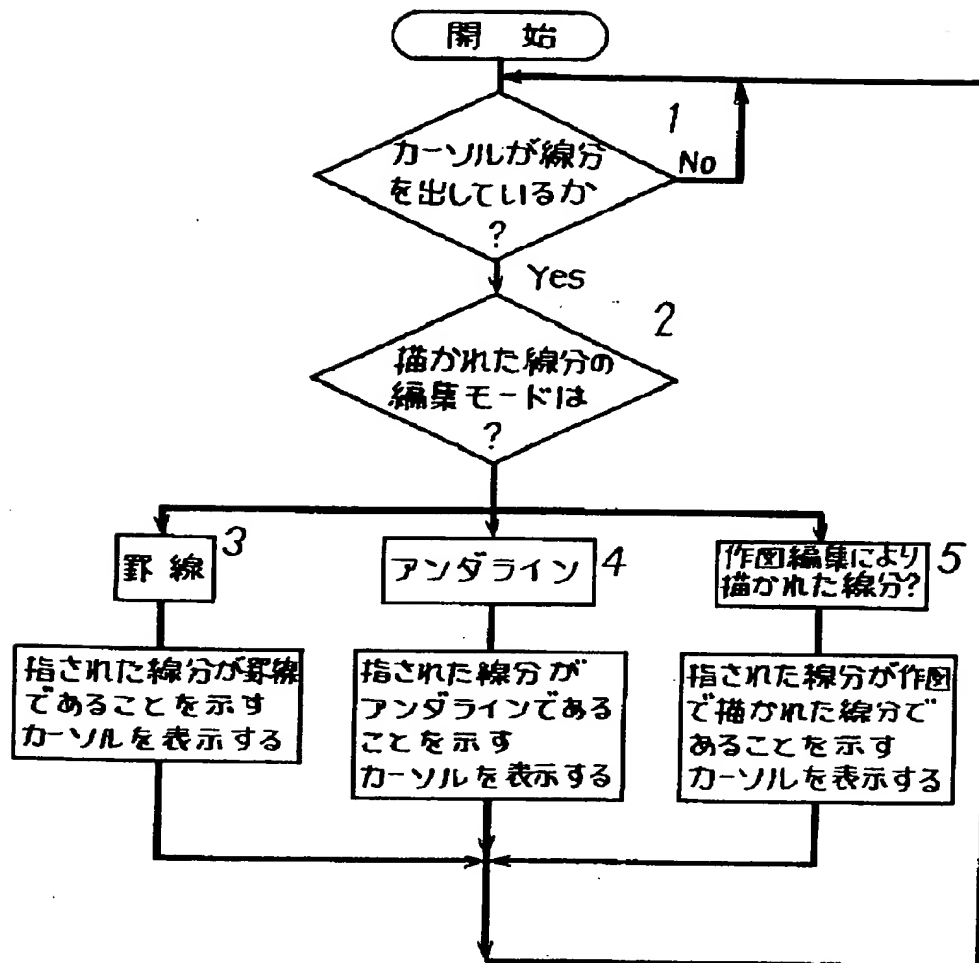 開始
1
カーソルが線分
を出しているか
?
No
Yes
2
描かれた線分の
編集モードは
?
罫線
3
指された線分が罫線
であることを示す
カーソルを表示する
アンダライン
4
指された線分が
アンダラインである
ことを示す
カーソルを表示する
作図編集により
描かれた線分?
5
指された線分が作図
で描かれた線分で
あることを示す
カーソルを表示する